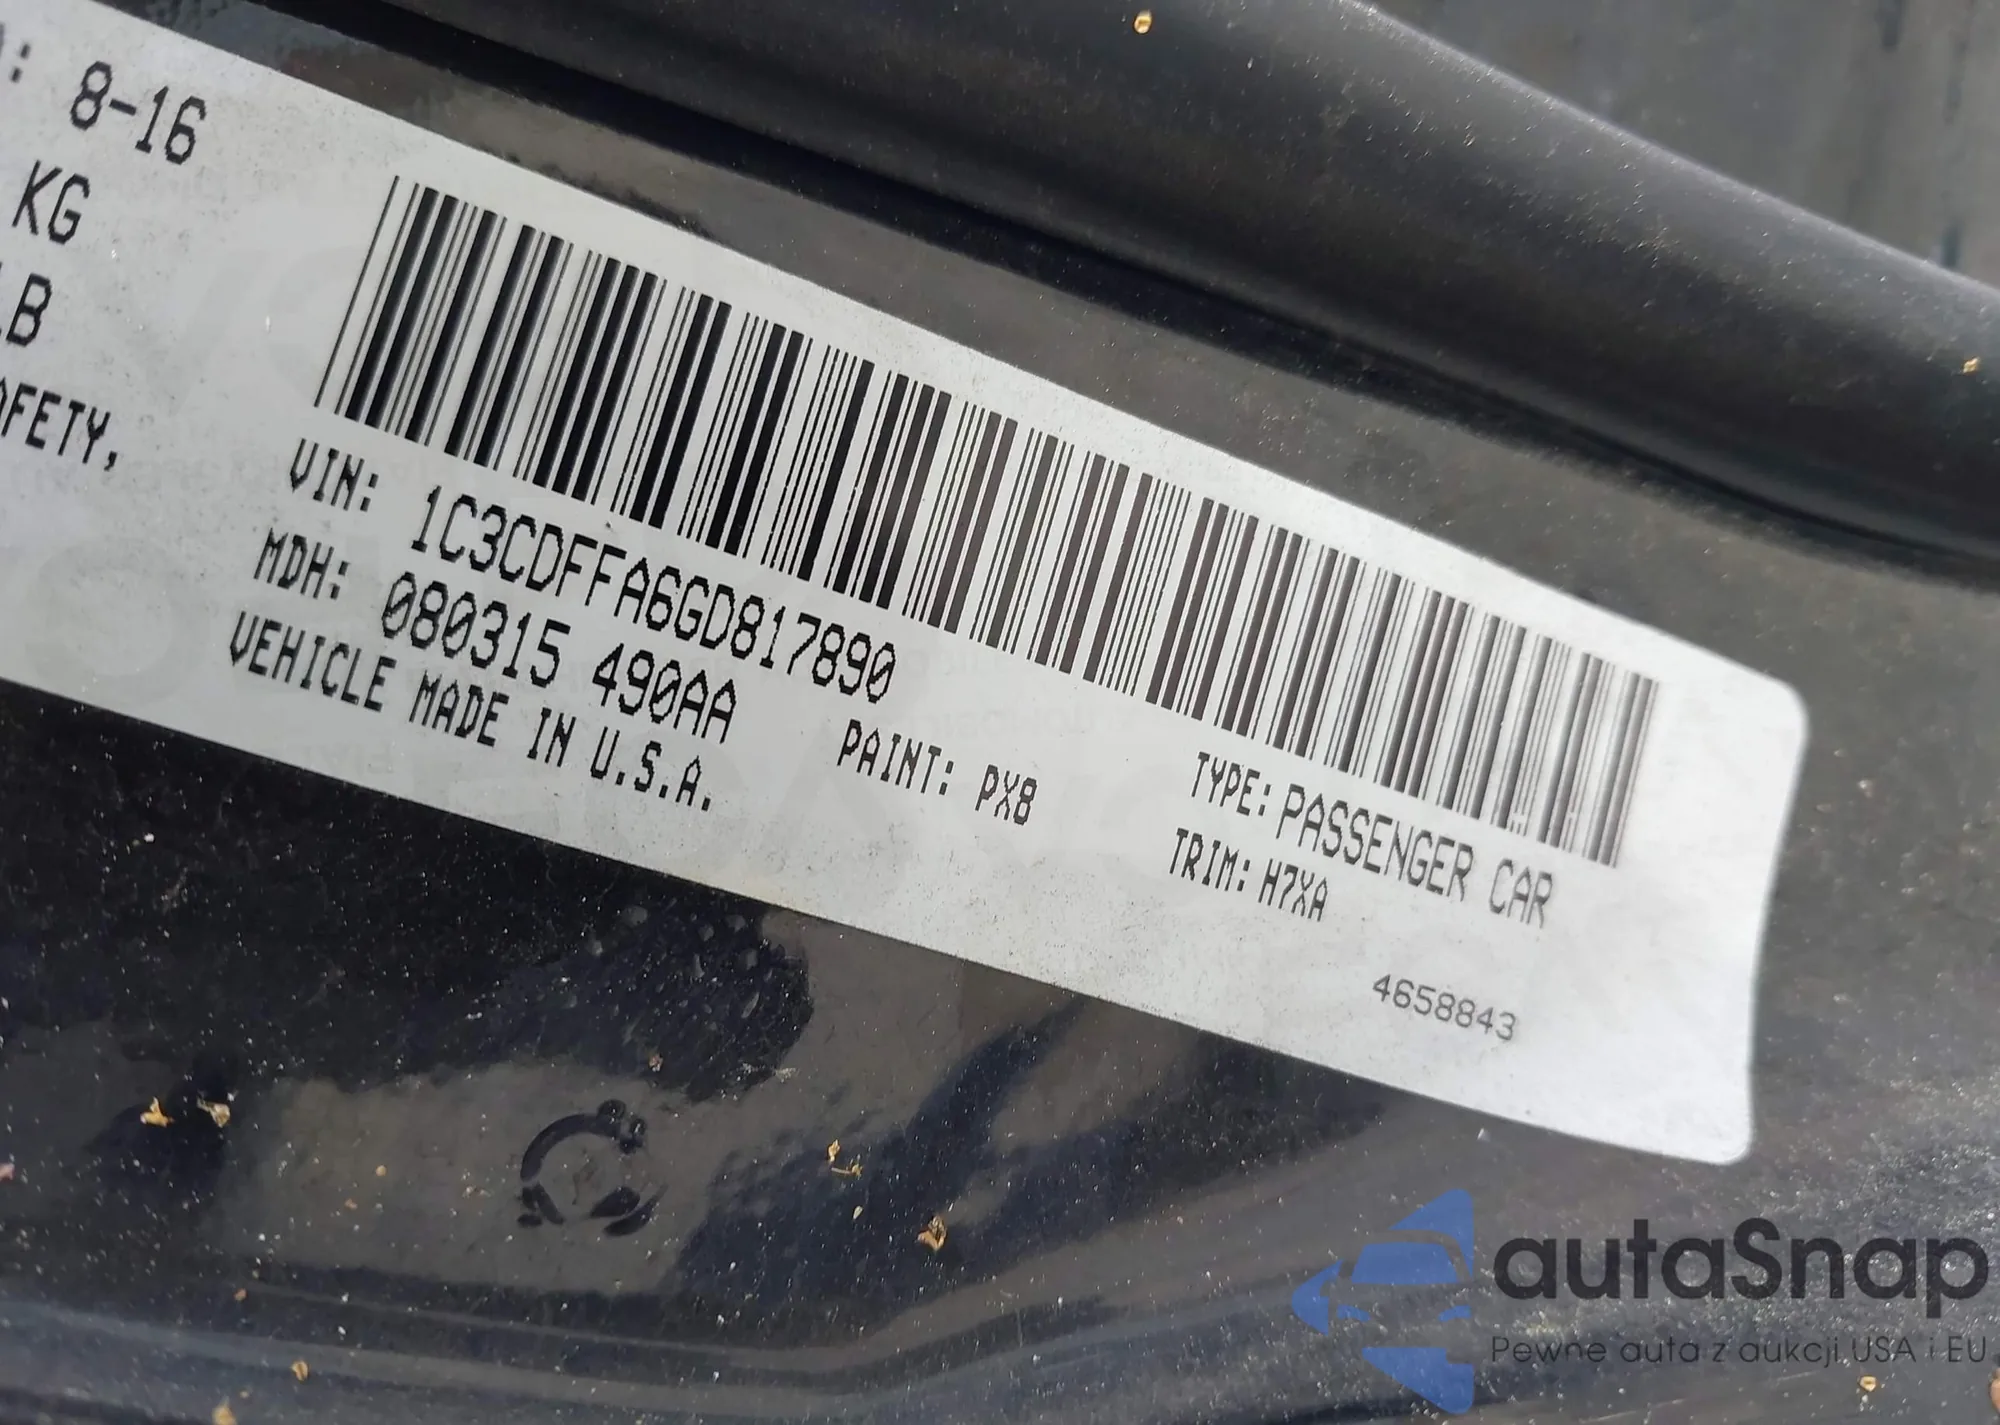 : 8-16
KG
LB
AFETY,
VIN: 1C3CDFFA6GD817890
MDH: 080315 490AA
VEHICLE MADE IN U.S.A.
PAINT: PX8
TYPE: PASSENGER CAR
TRIM: H7XA
4658843
autaSnap
Pewne auta z aukcji USA i EU